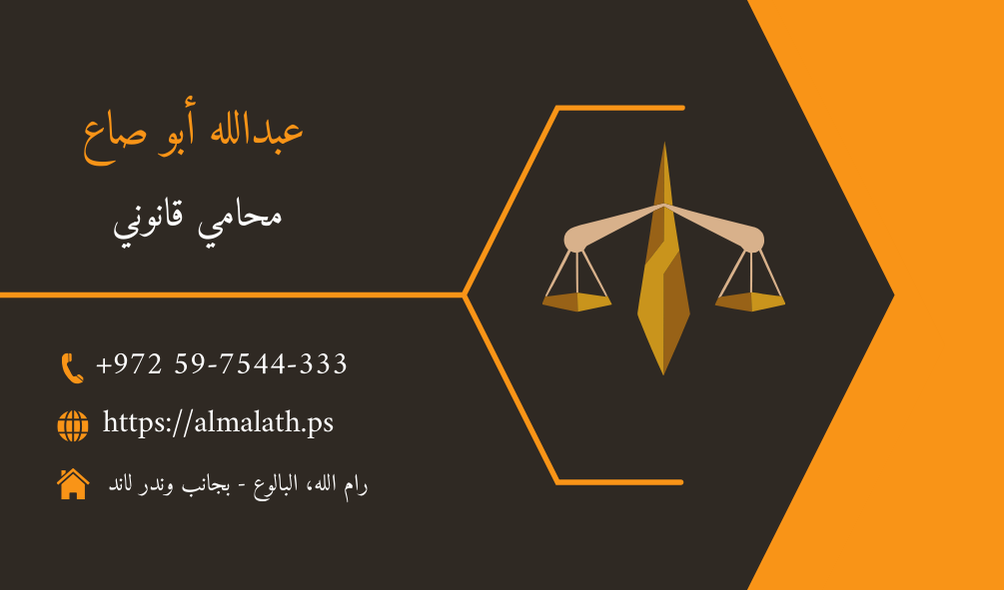 عبدالله أبو صاع
محامي قانوني
+972 59-7544-333
https://almalath.ps
رام الله، البالوع - بجانب وندر لاند